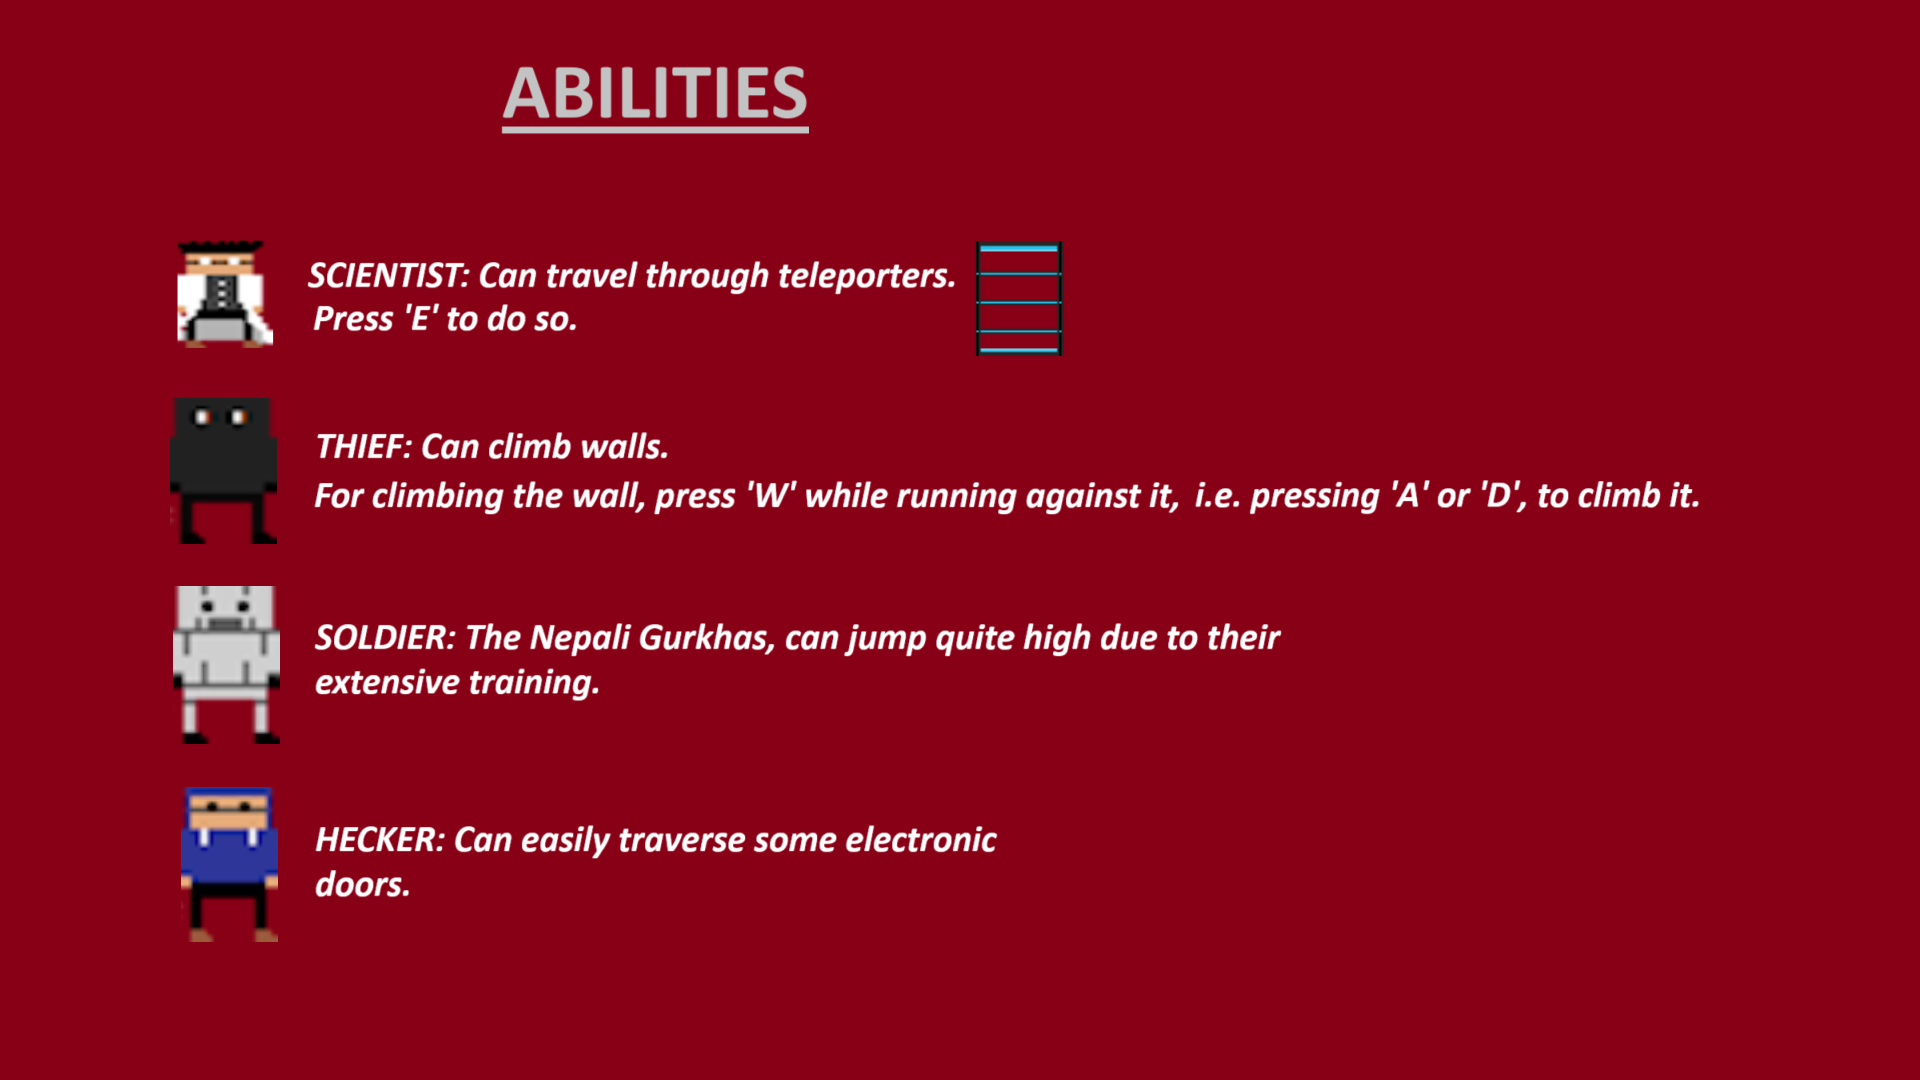 ABILITIES
SCIENTIST: Can travel through teleporters.
Press 'E' to do so.
THIEF: Can climb walls.
For climbing the wall, press 'W' while running against it, i.e. pressing 'A' or 'D', to climb it.
SOLDIER: The Nepali Gurkhas, can jump quite high due to their
extensive training.
HECKER: Can easily traverse some electronic
doors.